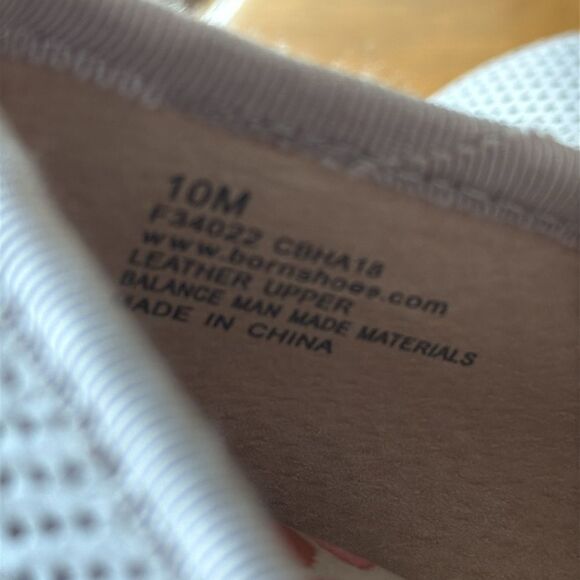 10M
F34022 CBHA18
www.bornshoes.com
LEATHER UPPER
BALANCE MAN MADE MATERIALS
MADE IN CHINA